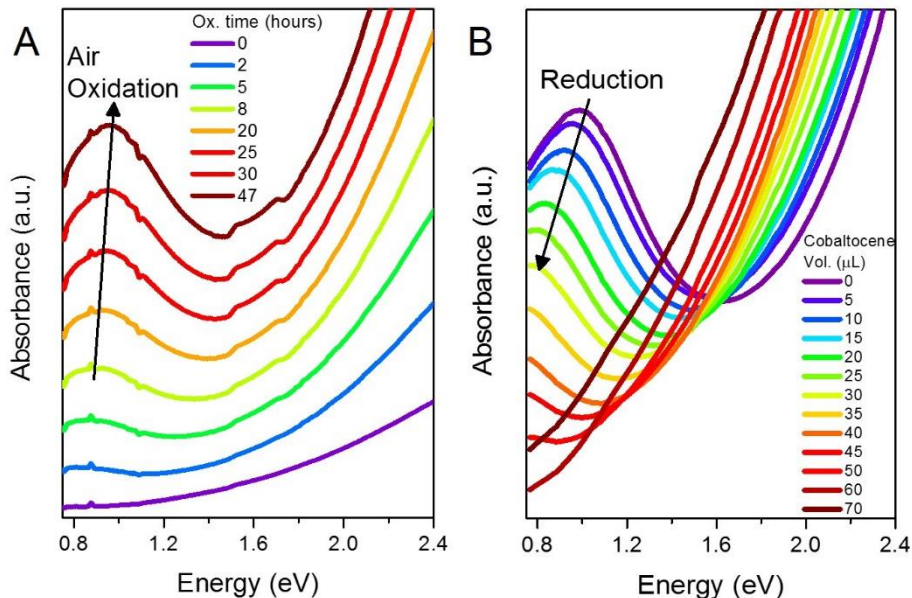 A
Ox. time (hours)
0
2
5
8
20
25
30
47
Air
Oxidation
Absorbance (a.u.)
0.8 1.2 1.6 2.0 2.4
Energy (eV)
B
Reduction
Cobaltocene
Vol. (μL)
0
5
10
15
20
25
30
35
40
45
50
60
70
Absorbance (a.u.)
0.8 1.2 1.6 2.0 2.4
Energy (eV)